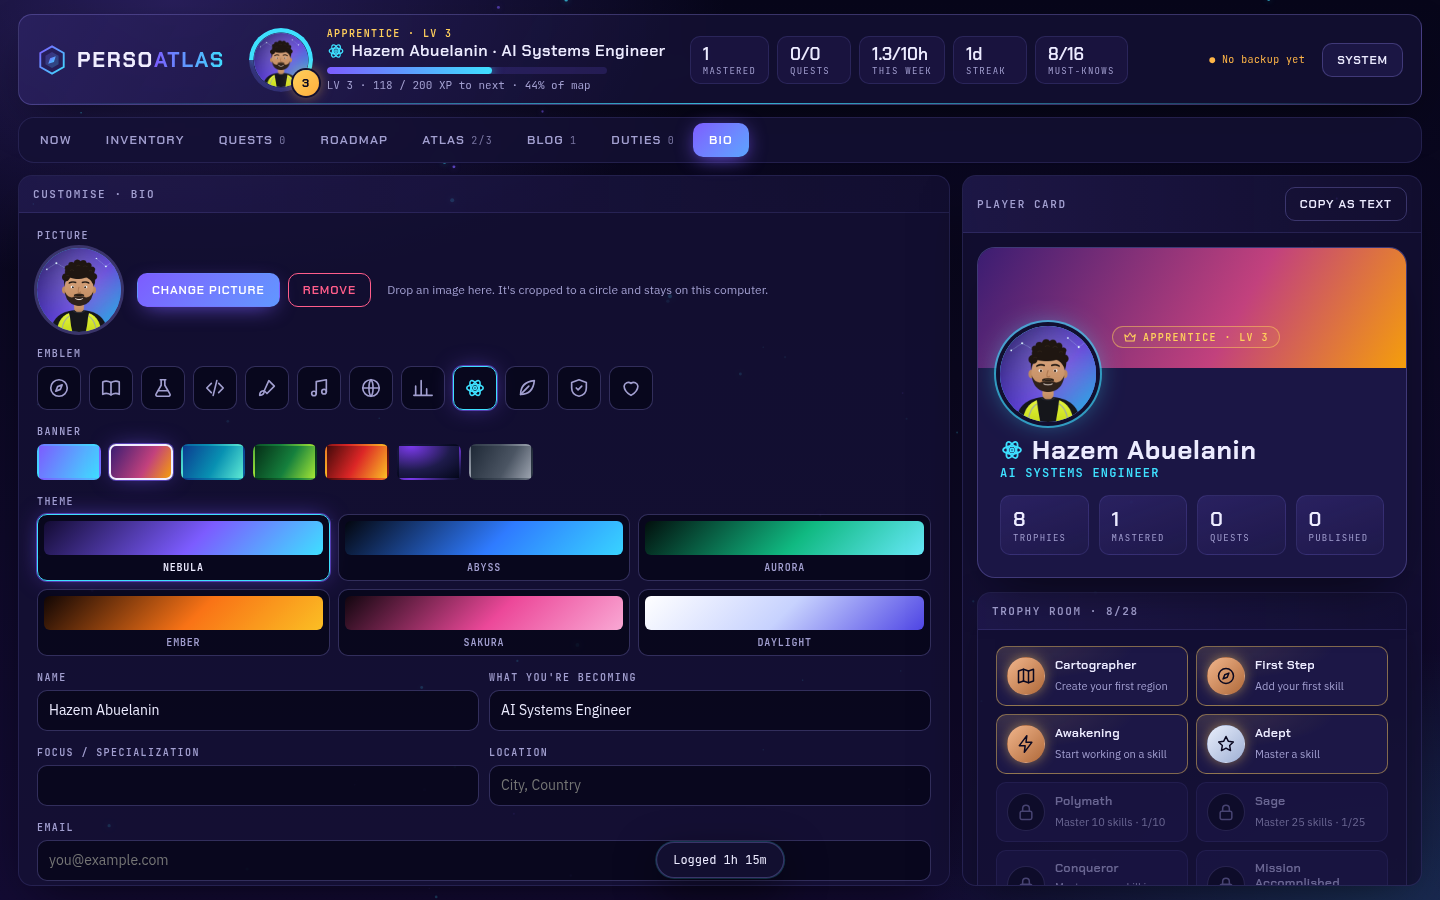 PERSOATLAS
APPRENTICE · LV 3
Hazem Abuelanin · AI Systems Engineer
LV 3 · 118 / 200 XP to next · 44% of map
3
1
MASTERED
0/0
QUESTS
1.3/10h
THIS WEEK
1d
STREAK
8/16
MUST-KNOWS
No backup yet
SYSTEM
NOW
INVENTORY
QUESTS 0
ROADMAP
ATLAS 2/3
BLOG 1
DUTIES 0
BIO
CUSTOMISE · BIO
PICTURE
CHANGE PICTURE
REMOVE
Drop an image here. It's cropped to a circle and stays on this computer.
EMBLEM
BANNER
THEME
NEBULA
ABYSS
AURORA
EMBER
SAKURA
DAYLIGHT
NAME
WHAT YOU'RE BECOMING
Hazem Abuelanin
AI Systems Engineer
FOCUS / SPECIALIZATION
LOCATION
City, Country
EMAIL
you@example.com
Logged 1h 15m
PLAYER CARD
COPY AS TEXT
APPRENTICE · LV 3
Hazem Abuelanin
AI SYSTEMS ENGINEER
8
TROPHIES
1
MASTERED
0
QUESTS
0
PUBLISHED
TROPHY ROOM · 8/28
Cartographer
Create your first region
First Step
Add your first skill
Awakening
Start working on a skill
Adept
Master a skill
Polymath
Master 10 skills · 1/10
Sage
Master 25 skills · 1/25
Conqueror
Mission
Accomplished